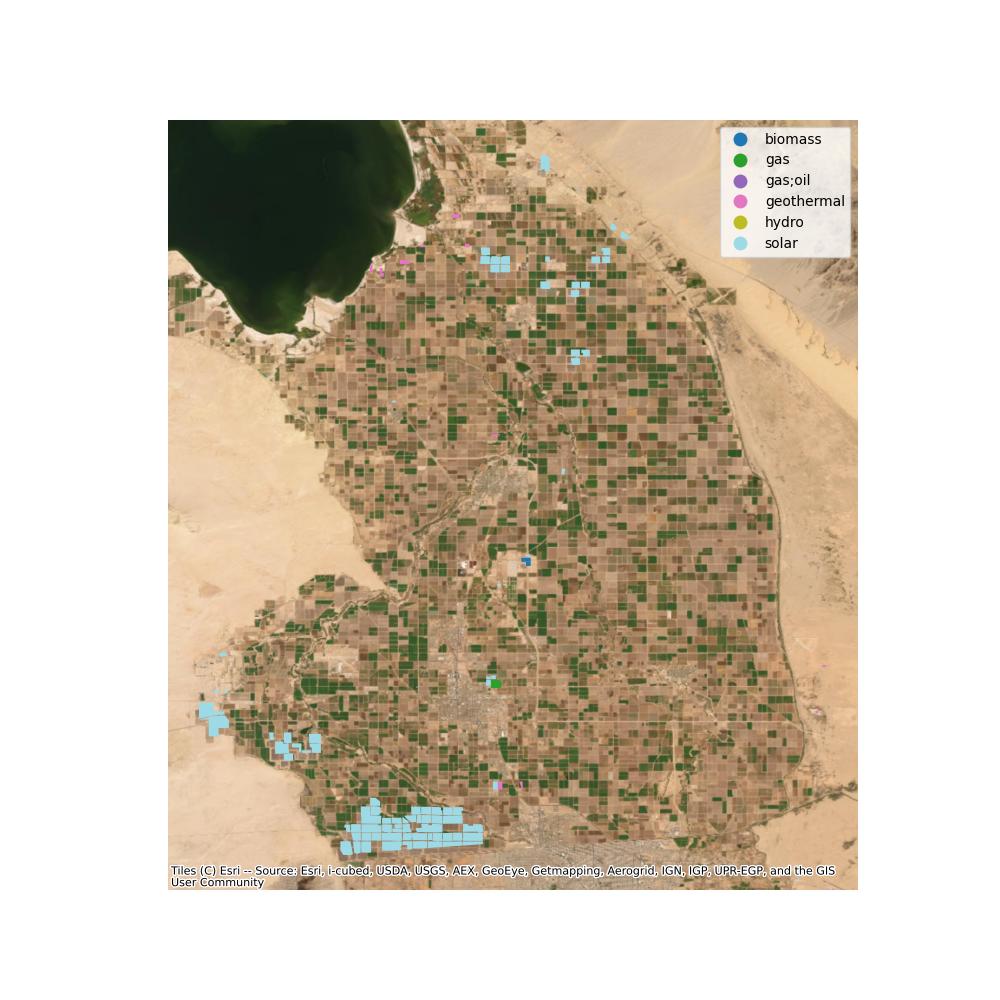 biomass
gas
gas;oil
geothermal
hydro
solar
Tiles (C) Esri -- Source: Esri, i-cubed, USDA, USGS, AEX, GeoEye, Getmapping, Aerogrid, IGN, IGP, UPR-EGP, and the GIS
User Community